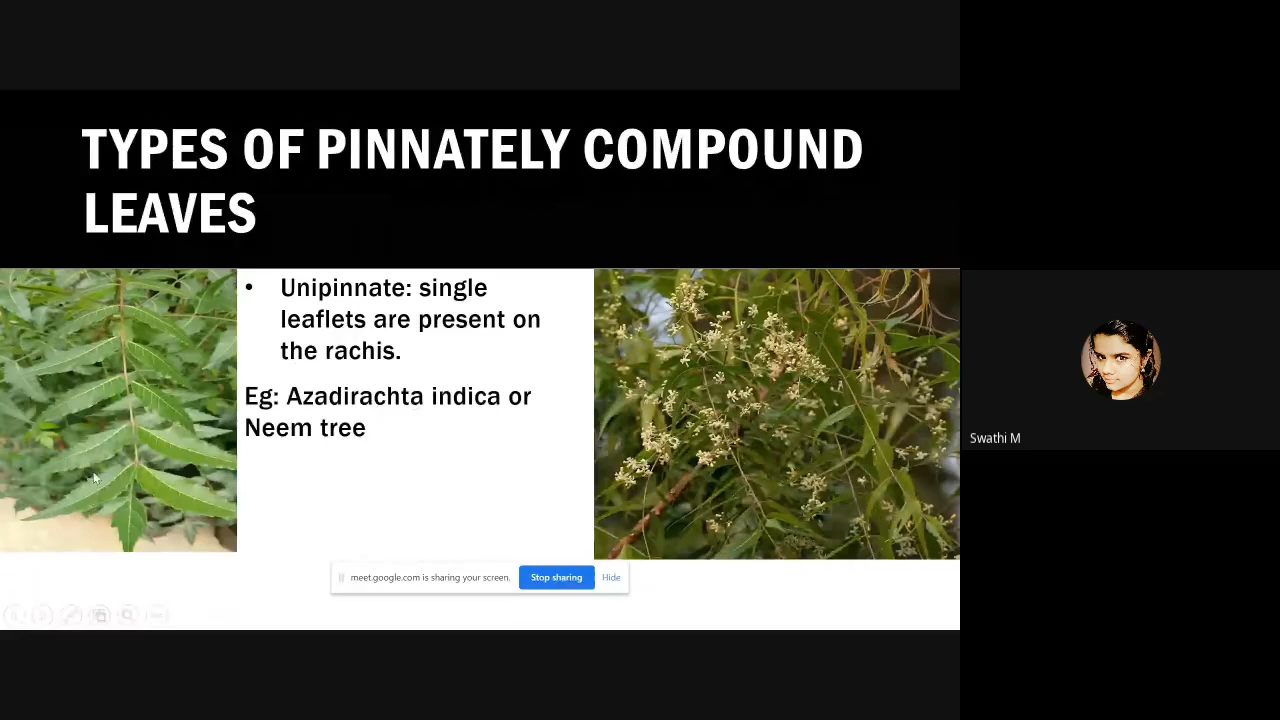 TYPES OF PINNATELY COMPOUND
LEAVES
• Unipinnate: single
leaflets are present on
the rachis.
Eg: Azadirachta indica or
Neem tree
meet.google.com is sharing your screen. Stop sharing Hide
Swathi M